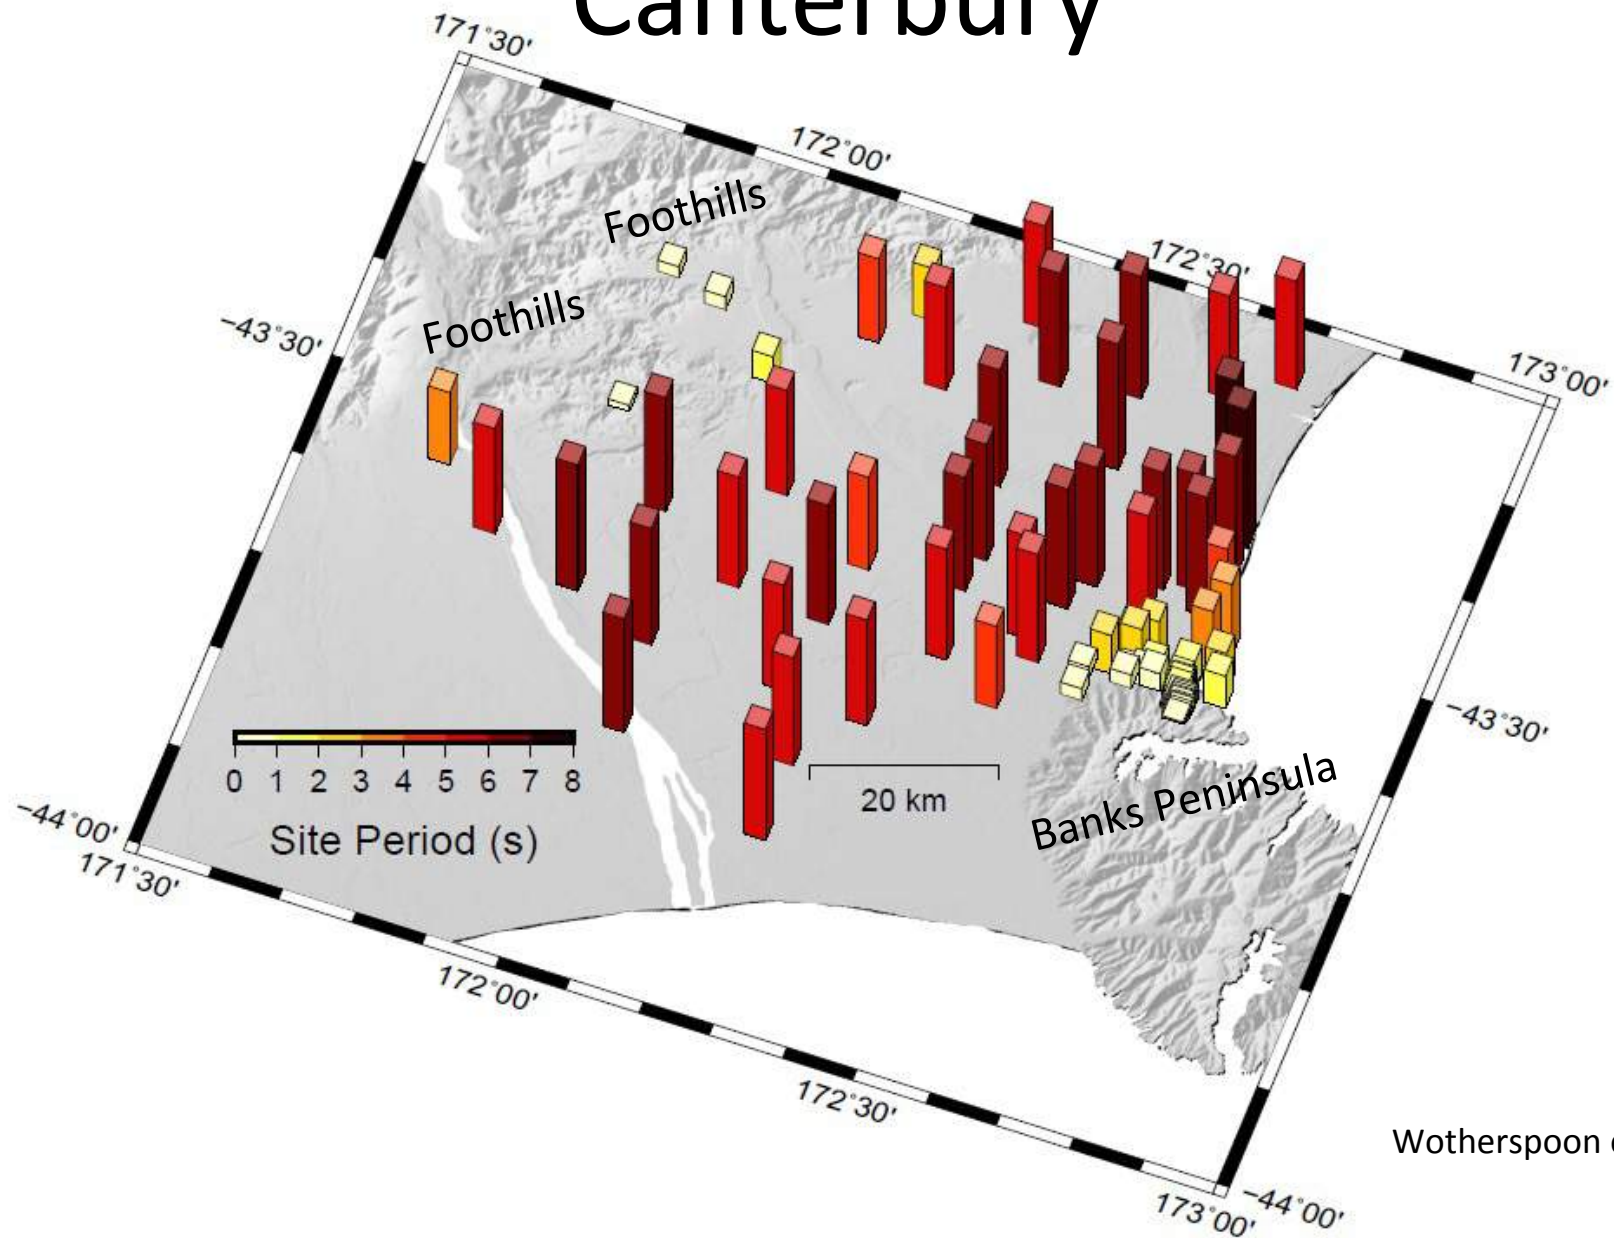 Canterbury
171°30'
172°00'
172°30'
173°00'
Foothills
Foothills
−43°30'
−43°30'
0 1 2 3 4 5 6 7 8
Site Period (s)
20 km
Banks Peninsula
−44°00'
171°30'
172°00'
172°30'
173°00'
−44°00'
Wotherspoon